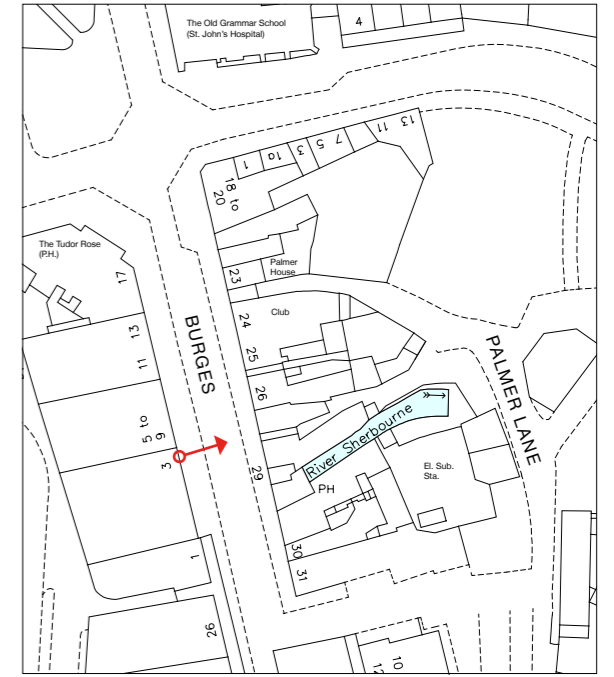 The Old Grammar School
(St. John's Hospital)
4
13
11
7
5
3
1a
1
18 to
20
The Tudor Rose
(P.H.)
17
Palmer
House
23
Club
24
BURGES
13
11
25
PALMER LANE
26
9
5 to
River Sherbourne
3
29
El. Sub.
Sta.
PH
1
30
31
26
10
12